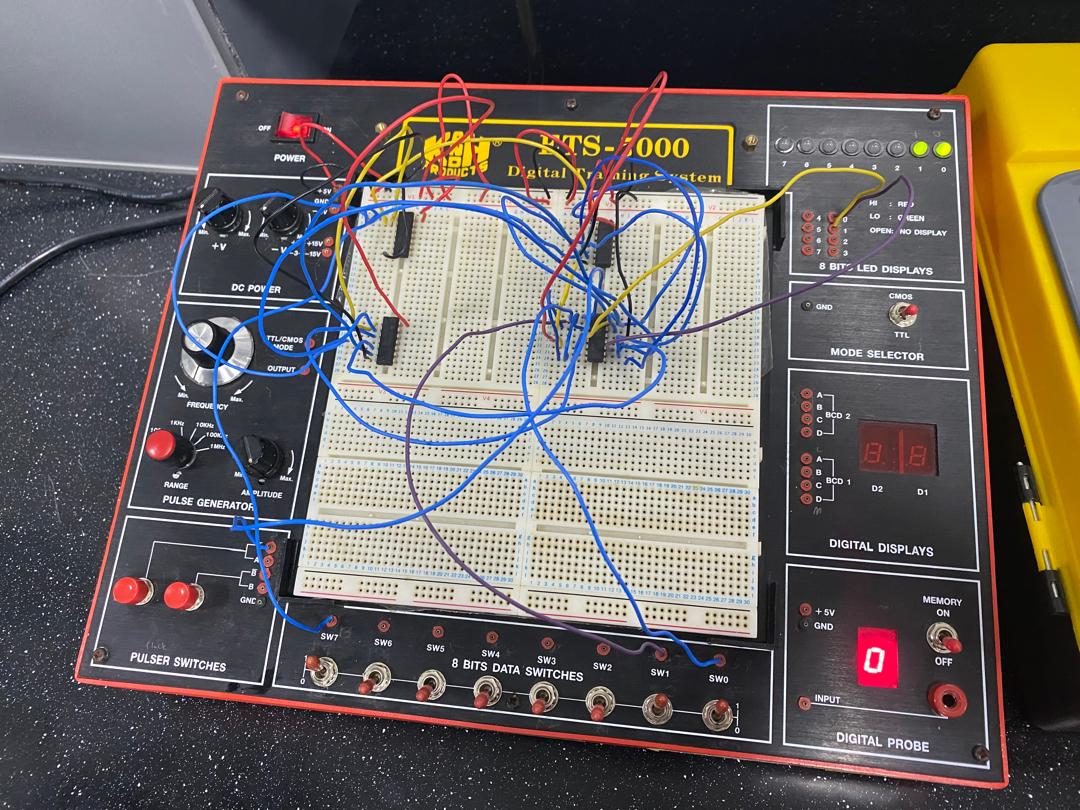 OFF
ON
POWER
ETS-5000
Digital Training System
7 6 5 4 3 2 1 0
HI : RED
LO : GREEN
OPEN: NO DISPLAY
4 0
5 1
6 2
7 3
8 BITS LED DISPLAYS
+5V
GND
Min.
Max.
+V
-V
+15V
-15V
DC POWER
GND
CMOS
TTL
MODE SELECTOR
TTL/CMOS
MODE
OUTPUT
Min.
Max.
FREQUENCY
1KHz
10KHz
100KHz
1MHz
RANGE
Max.
AMPLITUDE
PULSE GENERATOR
A
B
C
D
BCD 2
A
B
C
D
BCD 1
D2 D1
DIGITAL DISPLAYS
A
B
B
GND
PULSER SWITCHES
SW7 SW6 SW5 SW4 SW3 SW2 SW1 SW0
8 BITS DATA SWITCHES
1
0
1
0
+5V
GND
MEMORY
ON
OFF
0
INPUT
DIGITAL PROBE